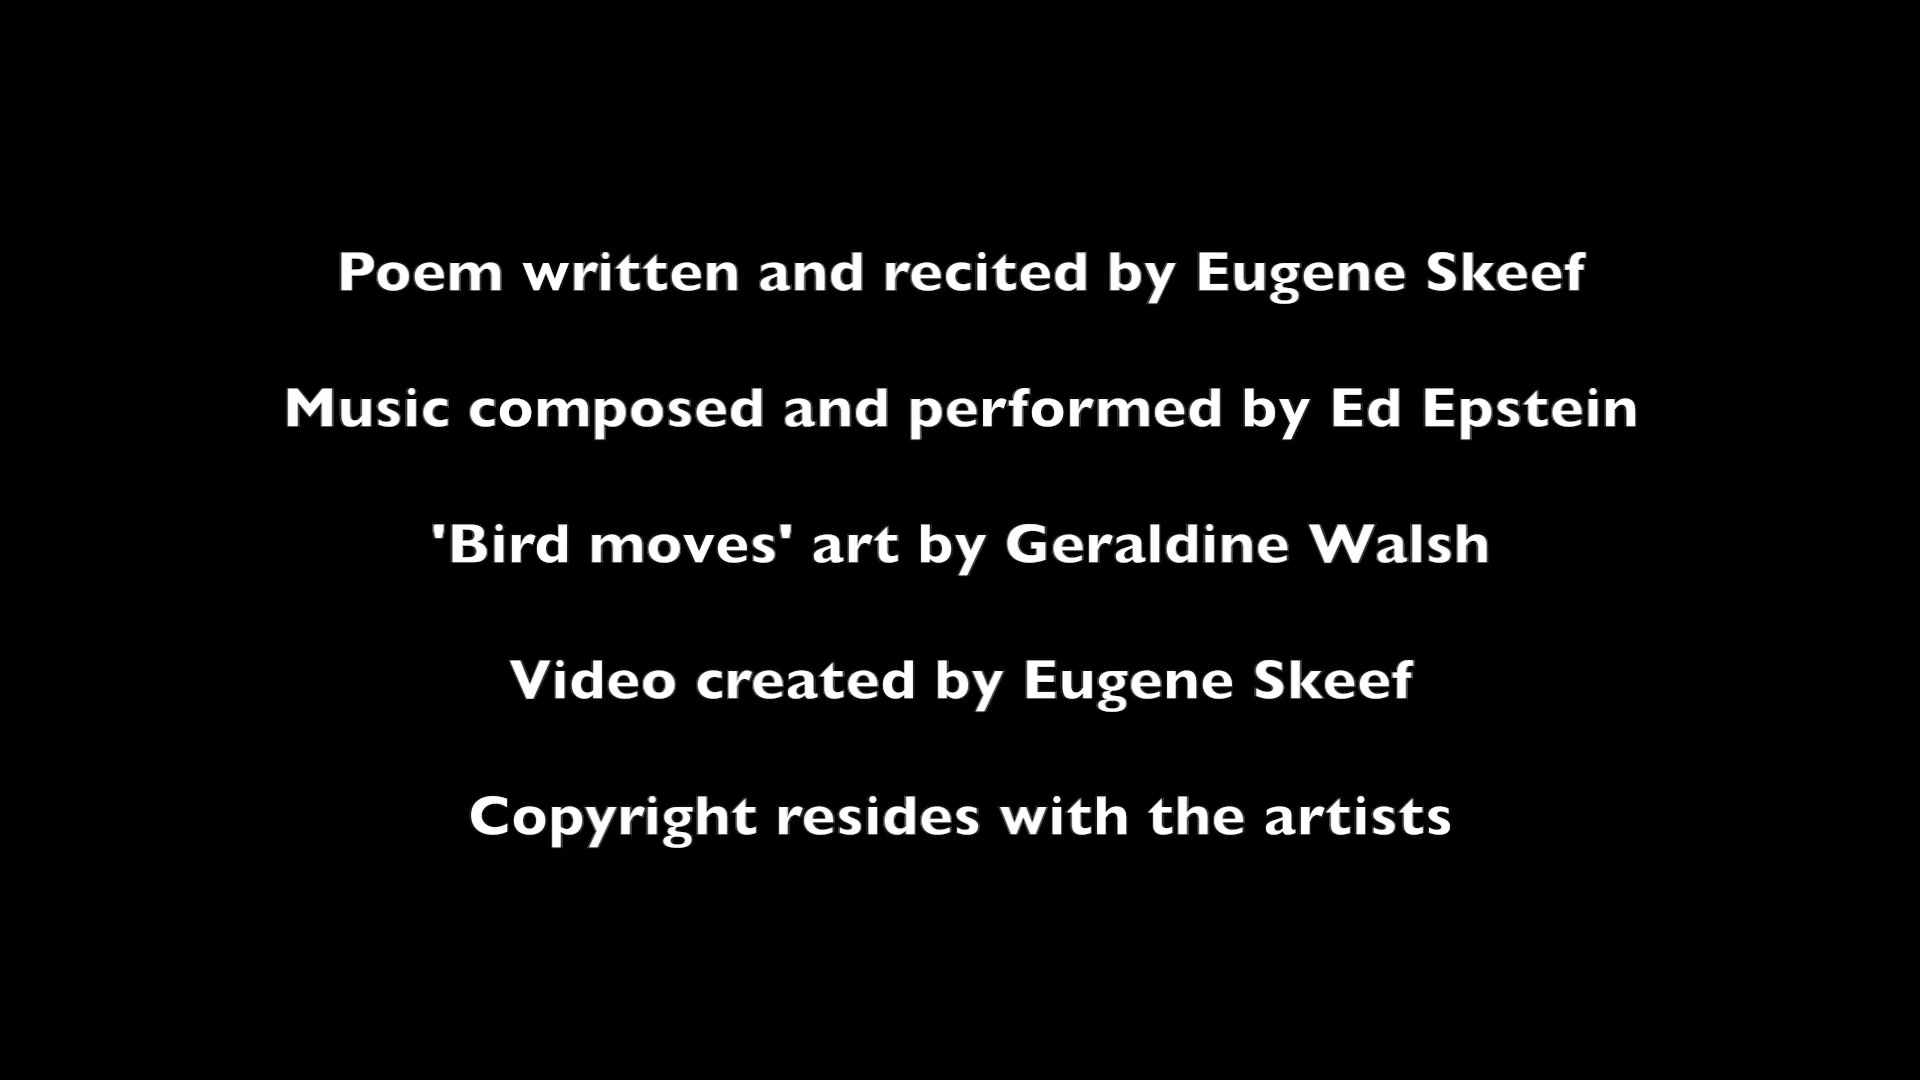 Poem written and recited by Eugene Skeef
Music composed and performed by Ed Epstein
'Bird moves' art by Geraldine Walsh
Video created by Eugene Skeef
Copyright resides with the artists